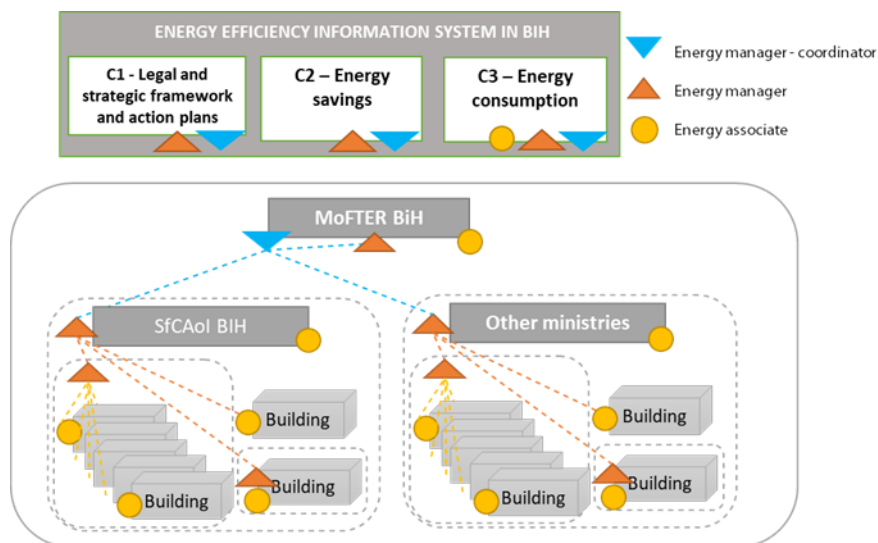 ENERGY EFFICIENCY INFORMATION SYSTEM IN BIH
C1 - Legal and
strategic framework
and action plans
C2 – Energy
savings
C3 – Energy
consumption
Energy manager - coordinator
Energy manager
Energy associate
MoFTER BiH
SfCAoI BIH
Other ministries
Building
Building
Building
Building
Building
Building